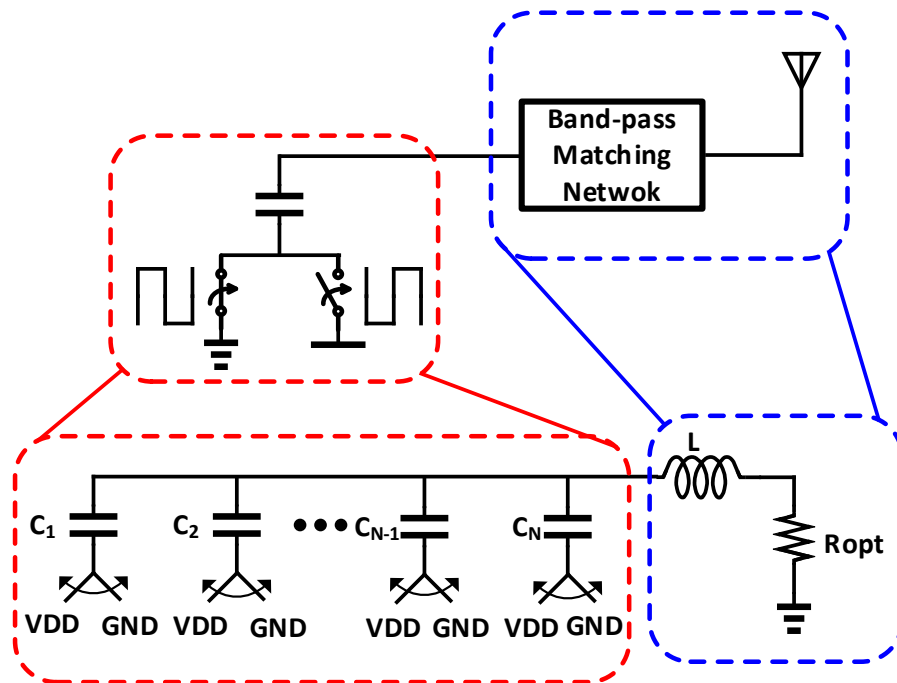 Band-pass
Matching
Netwok
L
C1 C2 CN-1 CN
Ropt
VDD GND VDD GND VDD GND VDD GND